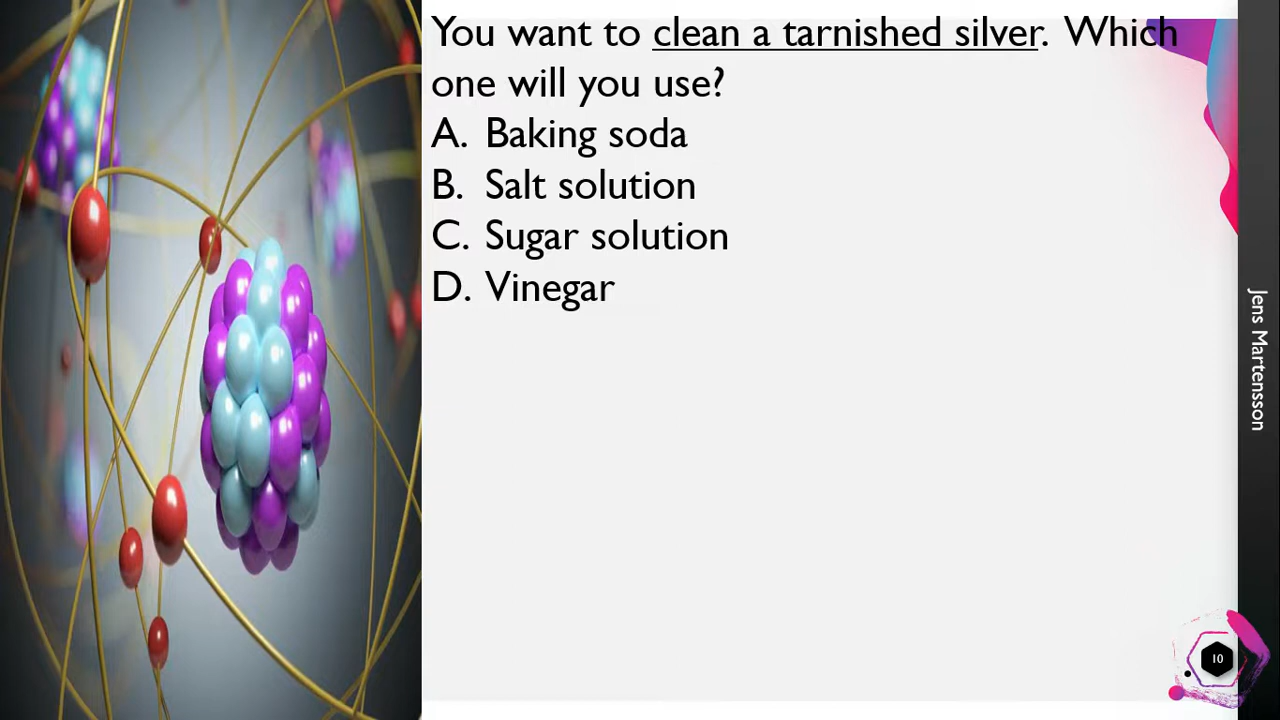 You want to clean a tarnished silver. Which
one will you use?
A. Baking soda
B. Salt solution
C. Sugar solution
D. Vinegar
Jens Martensson
10